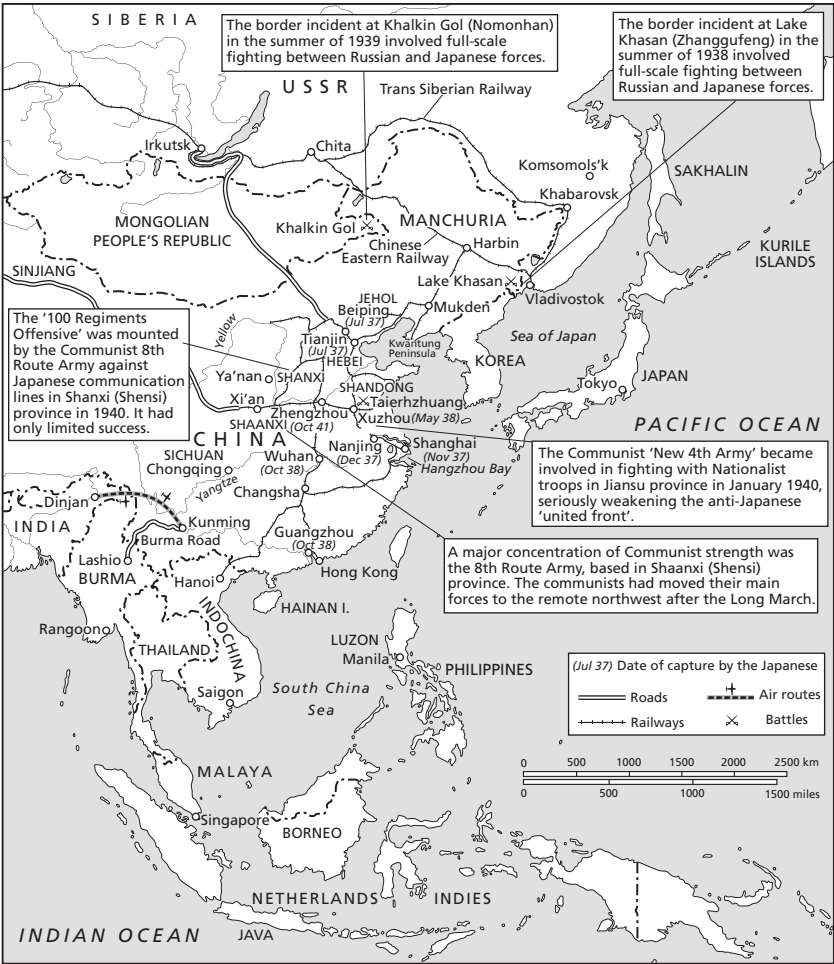 SIBERIA
The border incident at Khalkin Gol (Nomonhan)
in the summer of 1939 involved full-scale
fighting between Russian and Japanese forces.
The border incident at Lake
Khasan (Zhanggufeng) in the
summer of 1938 involved
full-scale fighting between
Russian and Japanese forces.
USSR
Trans Siberian Railway
Irkutsk
Chita
Komsomols'k
SAKHALIN
Khabarovsk
MONGOLIAN
PEOPLE'S REPUBLIC
Khalkin Gol
MANCHURIA
Chinese
Eastern Railway
Harbin
KURILE
ISLANDS
SINJIANG
Lake Khasan
Vladivostok
JEHOL
Beiping
(Jul 37)
Mukden
The '100 Regiments
Offensive' was mounted
by the Communist 8th
Route Army against
Japanese communication
lines in Shanxi (Shensi)
province in 1940. It had
only limited success.
Yellow
Tianjin
(Jul 37)
HEBEI
Kwantung
Peninsula
Sea of Japan
KOREA
Ya'nan
SHANXI
SHANDONG
Tokyo
JAPAN
Xi'an
Taierhzhuang
Zhengzhou
(Oct 41)
Xuzhou (May 38)
SHAANXI
PACIFIC OCEAN
CHINA
Nanjing
(Dec 37)
Shanghai
(Nov 37)
Hangzhou Bay
SICHUAN
Chongqing
Wuhan
(Oct 38)
Yangtze
Changsha
The Communist 'New 4th Army' became
involved in fighting with Nationalist
troops in Jiansu province in January 1940,
seriously weakening the anti-Japanese
'united front'.
Dinjan
INDIA
Kunming
Burma Road
Guangzhou
(Oct 38)
Lashio
BURMA
Hanoi
Hong Kong
A major concentration of Communist strength was
the 8th Route Army, based in Shaanxi (Shensi)
province. The communists had moved their main
forces to the remote northwest after the Long March.
HAINAN I.
Rangoon
INDOCHINA
THAILAND
LUZON
Manila
PHILIPPINES
Saigon
South China
Sea
(Jul 37) Date of capture by the Japanese
Roads
Air routes
Railways
Battles
MALAYA
0 500 1000 1500 2000 2500 km
0 500 1000 1500 miles
Singapore
BORNEO
NETHERLANDS INDIES
INDIAN OCEAN
JAVA